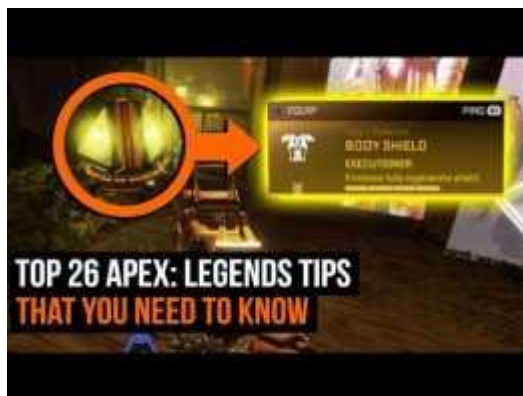 EQUIP
PING
BODY SHIELD
EXECUTIONER
TOP 26 APEX: LEGENDS TIPS
THAT YOU NEED TO KNOW